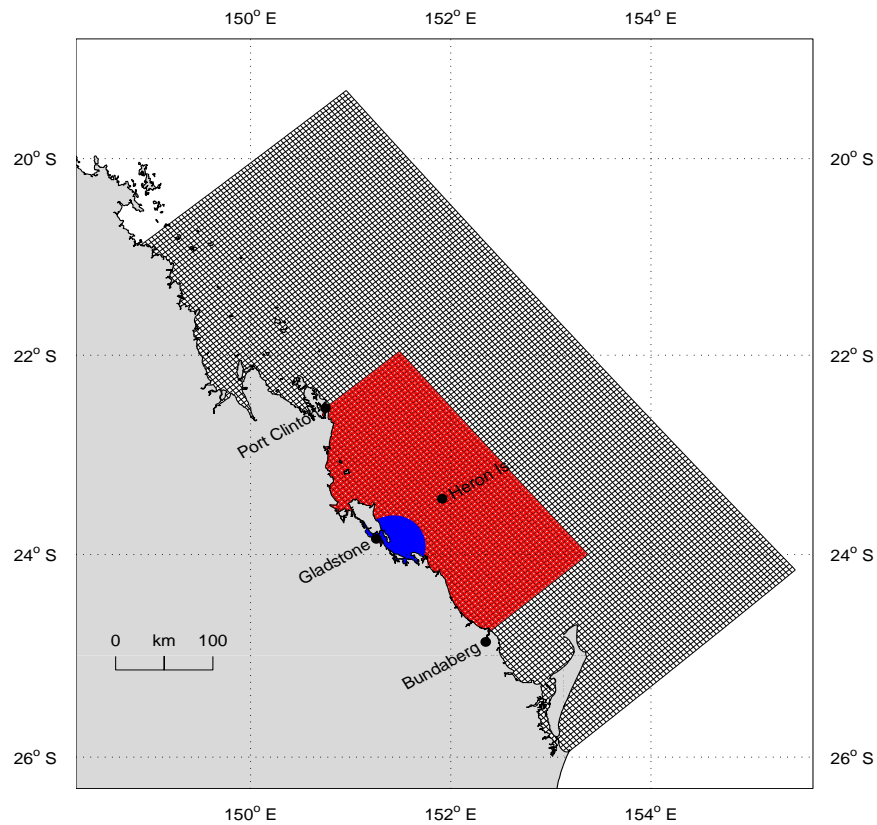 150° E 152° E 154° E
20° S 20° S
22° S 22° S
Port Clinton
Heron Is
24° S 24° S
Gladstone
0 km 100
Bundaberg
26° S 26° S
150° E 152° E 154° E